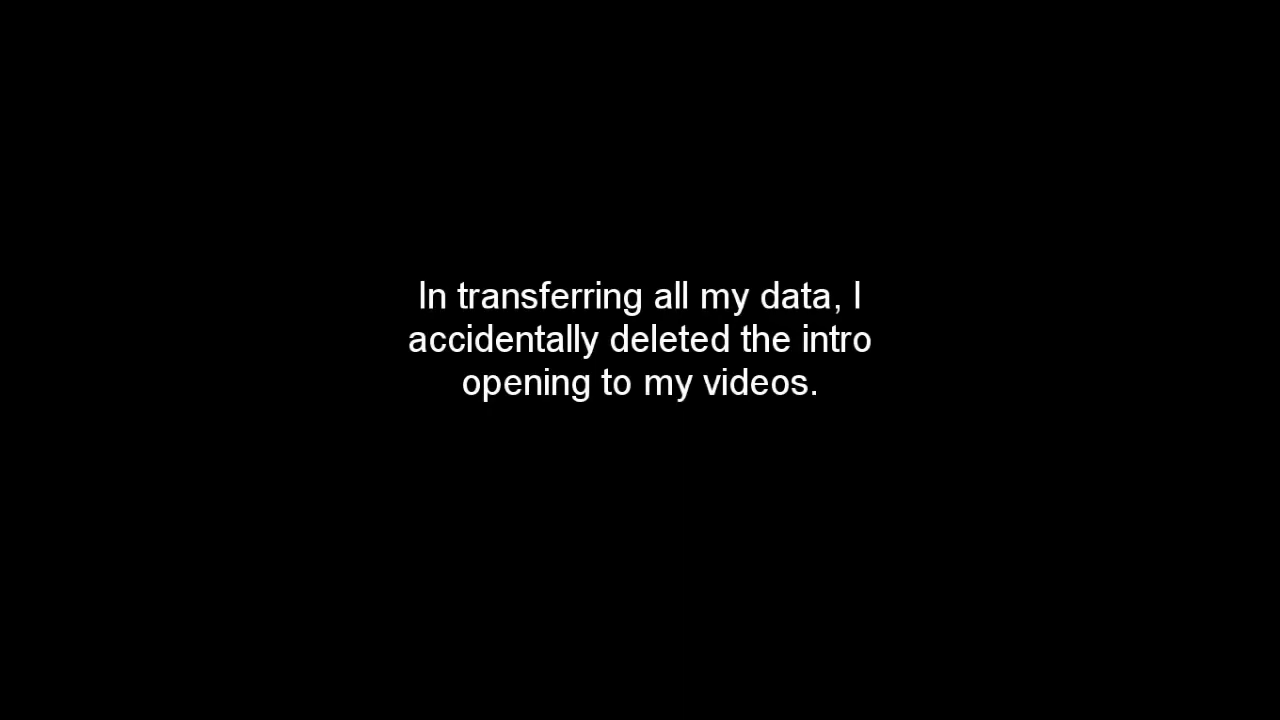 In transferring all my data, I
accidentally deleted the intro
opening to my videos.